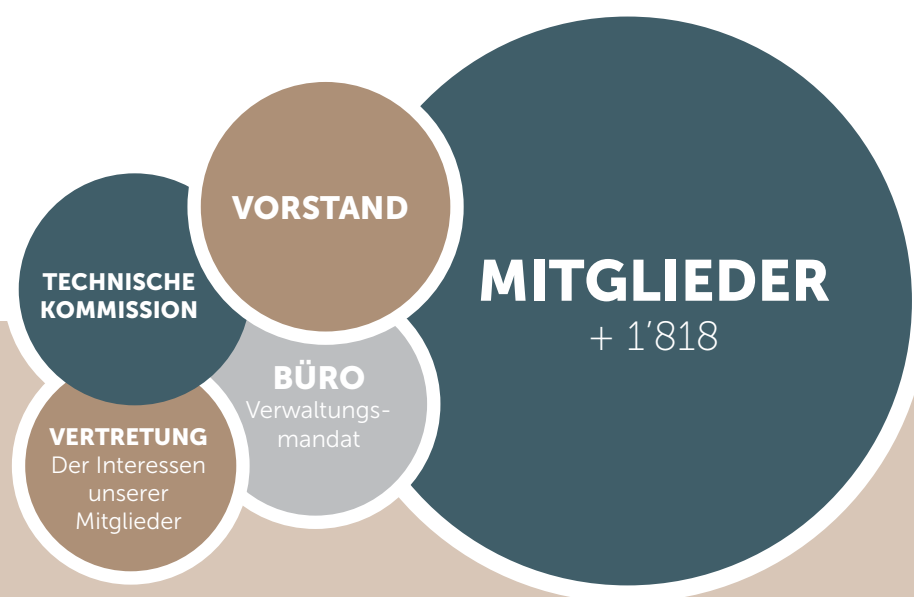 VORSTAND
MITGLIEDER
+ 1’818
TECHNISCHE
KOMMISSION
BÜRO
Verwaltungs-
mandat
VERTRETUNG
Der Interessen
unserer
Mitglieder